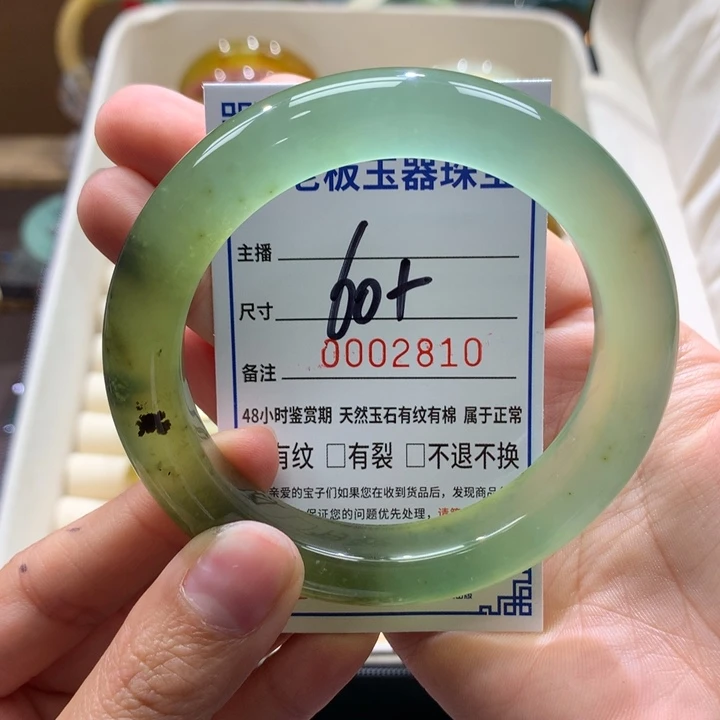 板玉器珠宝
主播
尺寸 60+
备注 0002810
48小时鉴赏期 天然玉石有纹有棉 属于正常
有纹 □有裂 □不退不换
亲爱的宝子们如果您在收到货品后，发现商品
保证您的问题优先处理，请